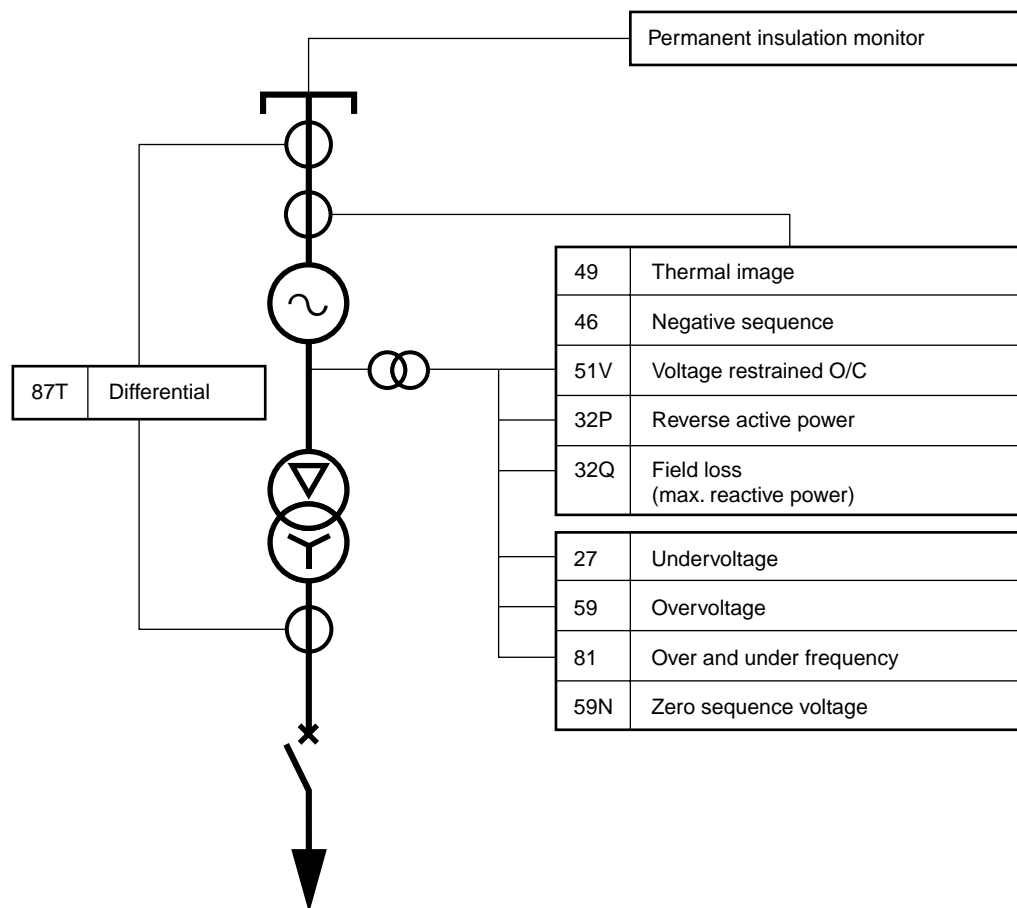 Permanent insulation monitor
49 Thermal image
46 Negative sequence
51V Voltage restrained O/C
87T Differential
32P Reverse active power
32Q Field loss
(max. reactive power)
27 Undervoltage
59 Overvoltage
81 Over and under frequency
59N Zero sequence voltage